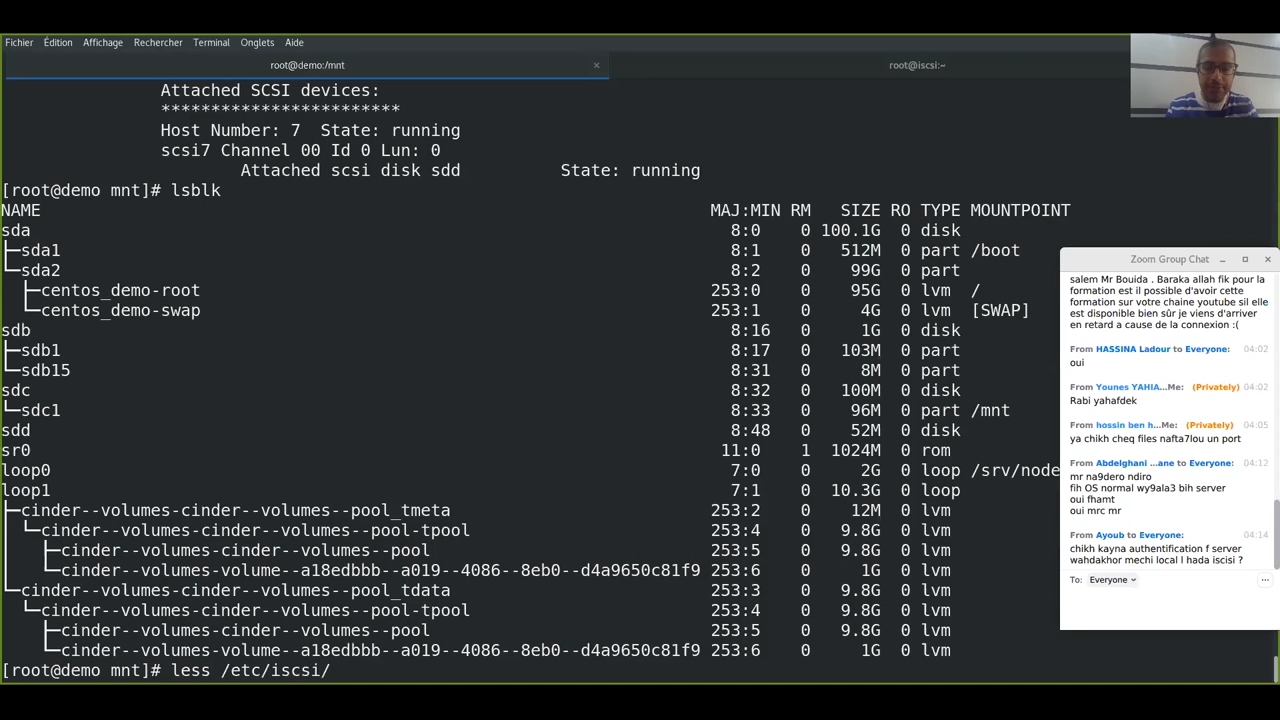 Fichier Édition Affichage Rechercher Terminal Onglets Aide
root@demo:/mnt × root@iscsi:~
Attached SCSI devices:
************************
Host Number: 7 State: running
scsi7 Channel 00 Id 0 Lun: 0
Attached scsi disk sdd State: running
[root@demo mnt]# lsblk
NAME MAJ:MIN RM SIZE RO TYPE MOUNTPOINT
sda 8:0 0 100.1G 0 disk
├─sda1 8:1 0 512M 0 part /boot
└─sda2 8:2 0 99G 0 part
├─centos_demo-root 253:0 0 95G 0 lvm /
└─centos_demo-swap 253:1 0 4G 0 lvm [SWAP]
sdb 8:16 0 1G 0 disk
├─sdb1 8:17 0 103M 0 part
└─sdb15 8:31 0 8M 0 part
sdc 8:32 0 100M 0 disk
└─sdc1 8:33 0 96M 0 part /mnt
sdd 8:48 0 52M 0 disk
sr0 11:0 1 1024M 0 rom
loop0 7:0 0 2G 0 loop /srv/node
loop1 7:1 0 10.3G 0 loop
├─cinder--volumes-cinder--volumes--pool_tmeta 253:2 0 12M 0 lvm
│ └─cinder--volumes-cinder--volumes--pool-tpool 253:4 0 9.8G 0 lvm
│ ├─cinder--volumes-cinder--volumes--pool 253:5 0 9.8G 0 lvm
│ └─cinder--volumes-volume--a18edbbb--a019--4086--8eb0--d4a9650c81f9 253:6 0 1G 0 lvm
└─cinder--volumes-cinder--volumes--pool_tdata 253:3 0 9.8G 0 lvm
└─cinder--volumes-cinder--volumes--pool-tpool 253:4 0 9.8G 0 lvm
├─cinder--volumes-cinder--volumes--pool 253:5 0 9.8G 0 lvm
└─cinder--volumes-volume--a18edbbb--a019--4086--8eb0--d4a9650c81f9 253:6 0 1G 0 lvm
[root@demo mnt]# less /etc/iscsi/
Zoom Group Chat
salem Mr Bouida . Baraka allah fik pour la
formation est il possible d'avoir cette
formation sur votre chaine youtube sil elle
est disponible bien sûr je viens d'arriver
en retard a cause de la connexion :(
From HASSINA Ladour to Everyone: 04:02
oui
From Younes YAHIA...Me: (Privately) 04:02
Rabi yahafdek
From hossin ben h...Me: (Privately) 04:05
ya chikh cheq files nafta7lou un port
From Abdelghani ...ane to Everyone: 04:12
mr na9dero ndiro
fih OS normal wy9ala3 bih server
oui fhamt
oui mrc mr
From Ayoub to Everyone: 04:14
chikh kayna authentification f server
wahdakhor mechi local l hada iscisi ?
To: Everyone